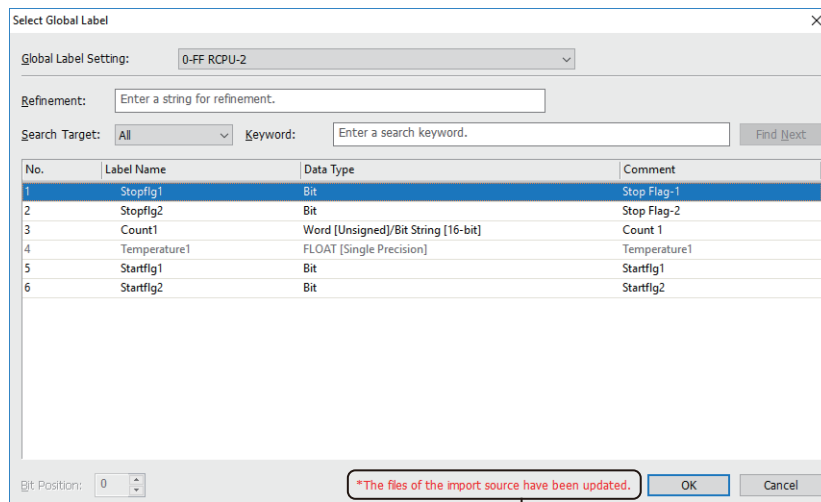 Select Global Label
Global Label Setting: 0-FF RCPU-2
Refinement: Enter a string for refinement.
Search Target: All Keyword: Enter a search keyword. Find Next
No. Label Name Data Type Comment
1 Stopflg1 Bit Stop Flag-1
2 Stopflg2 Bit Stop Flag-2
3 Count1 Word [Unsigned]/Bit String [16-bit] Count 1
4 Temperature1 FLOAT [Single Precision] Temperature1
5 Startflg1 Bit Startflg1
6 Startflg2 Bit Startflg2
Bit Position: 0 *The files of the import source have been updated. OK Cancel